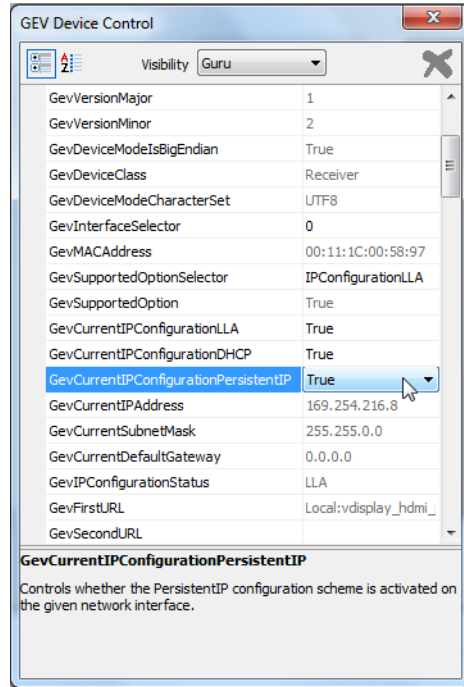 GEV Device Control
Visibility Guru
GevVersionMajor 1
GevVersionMinor 2
GevDeviceModeIsBigEndian True
GevDeviceClass Receiver
GevDeviceModeCharacterSet UTF8
GevInterfaceSelector 0
GevMACAddress 00:11:1C:00:58:97
GevSupportedOptionSelector IPConfigurationLLA
GevSupportedOption True
GevCurrentIPConfigurationLLA True
GevCurrentIPConfigurationDHCP True
GevCurrentIPConfigurationPersistentIP True
GevCurrentIPAddress 169.254.216.8
GevCurrentSubnetMask 255.255.0.0
GevCurrentDefaultGateway 0.0.0.0
GevIPConfigurationStatus LLA
GevFirstURL Local:vdisplay_hdmi_
GevSecondURL
GevCurrentIPConfigurationPersistentIP
Controls whether the PersistentIP configuration scheme is activated on
the given network interface.